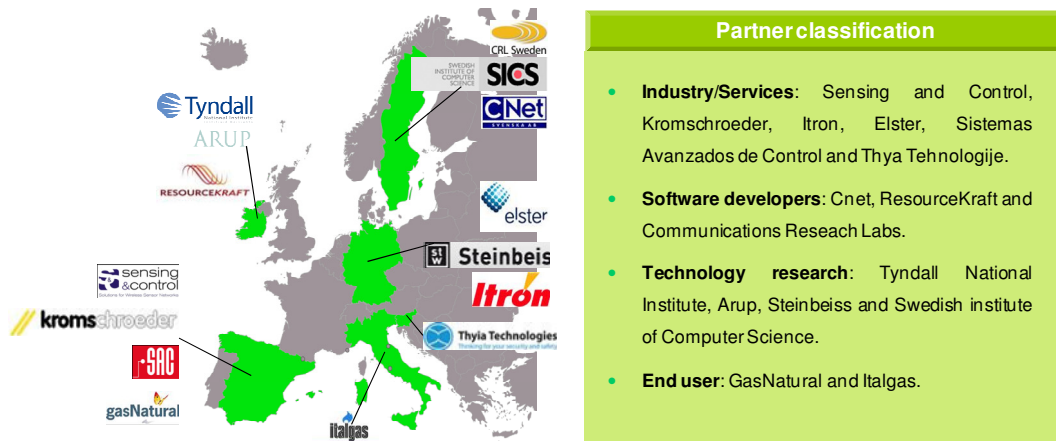 CRL Sweden
SWEDISH
INSTITUTE OF
COMPUTER
SCIENCE
SICS
CNet
SVENSKA AB
Tyndall
National Institute
ARUP
RESOURCEKRAFT
elster
SISW
Steinbeis
Itrón
sensing
&control
Solutions for Wireless Sensor Networks
kromschroeder
Thyia Technologies
Thinking for your security and safety
SAC
gasNatural
italgas
Partner classification
• Industry/Services: Sensing and Control,
Kromschroeder, Itron, Elster, Sistemas
Avanzados de Control and Thya Tehnologije.
• Software developers: Cnet, ResourceKraft and
Communications Reseach Labs.
• Technology research: Tyndall National
Institute, Arup, Steinbeiss and Swedish institute
of Computer Science.
• End user: GasNatural and Italgas.